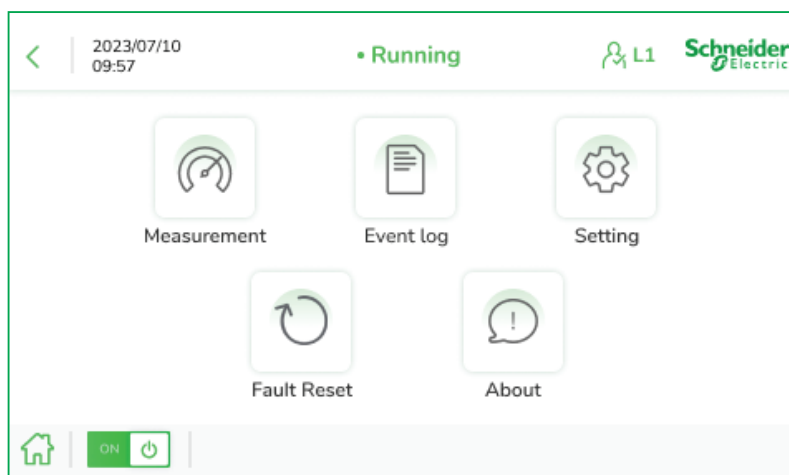 2023/07/10
09:57
• Running
L1
Schneider
Electric
Measurement
Event log
Setting
!
Fault Reset
About
ON